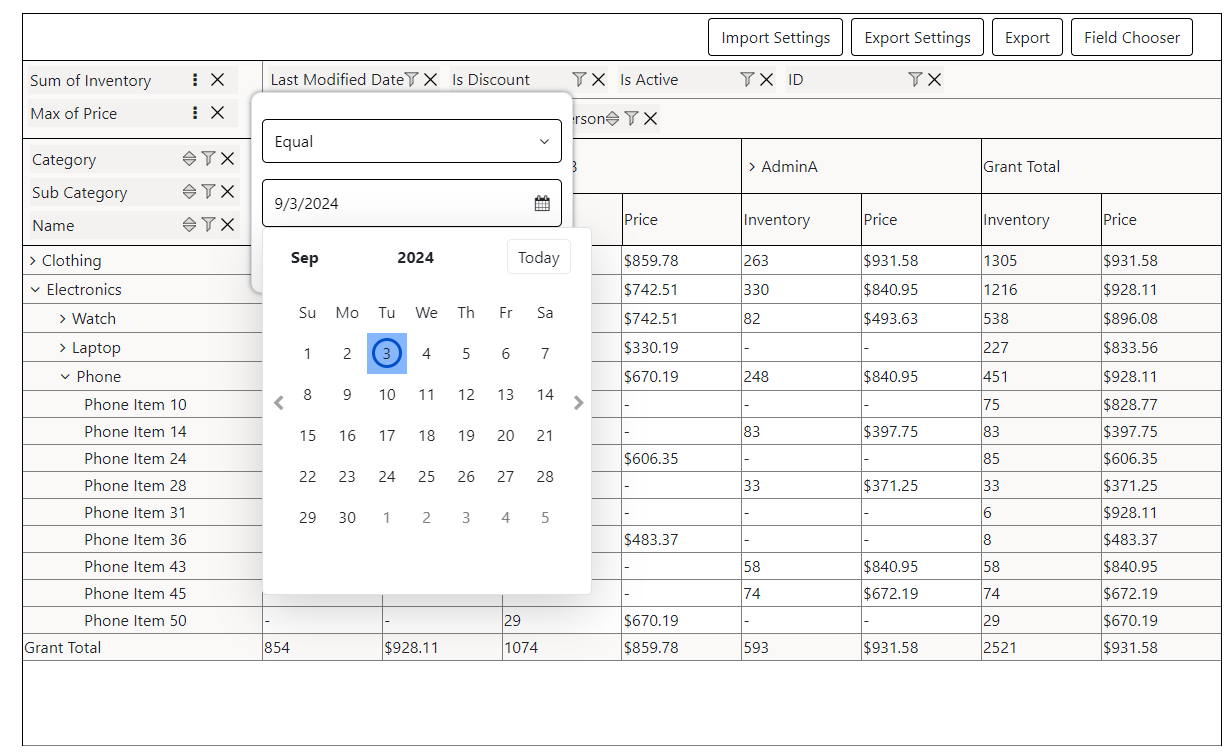 Import Settings Export Settings Export Field Chooser
Sum of Inventory Last Modified Date Is Discount Is Active ID
Max of Price
erson
Equal
Category > AdminA Grant Total
Sub Category
9/3/2024
Name Price Inventory Price Inventory Price
Sep 2024 Today
> Clothing $859.78 263 $931.58 1305 $931.58
Electronics $742.51 330 $840.95 1216 $928.11
Su Mo Tu We Th Fr Sa
> Watch $742.51 82 $493.63 538 $896.08
> Laptop $330.19 - - 227 $833.56
1 2 3 4 5 6 7
Phone $670.19 248 $840.95 451 $928.11
8 9 10 11 12 13 14
Phone Item 10 - - - 75 $828.77
Phone Item 14 - 83 $397.75 83 $397.75
15 16 17 18 19 20 21
Phone Item 24 $606.35 - - 85 $606.35
22 23 24 25 26 27 28
Phone Item 28 - 33 $371.25 33 $371.25
Phone Item 31 - - - 6 $928.11
29 30 1 2 3 4 5
Phone Item 36 $483.37 - - 8 $483.37
Phone Item 43 - 58 $840.95 58 $840.95
Phone Item 45 - 74 $672.19 74 $672.19
Phone Item 50 - - 29 $670.19 - - 29 $670.19
Grant Total 854 $928.11 1074 $859.78 593 $931.58 2521 $931.58